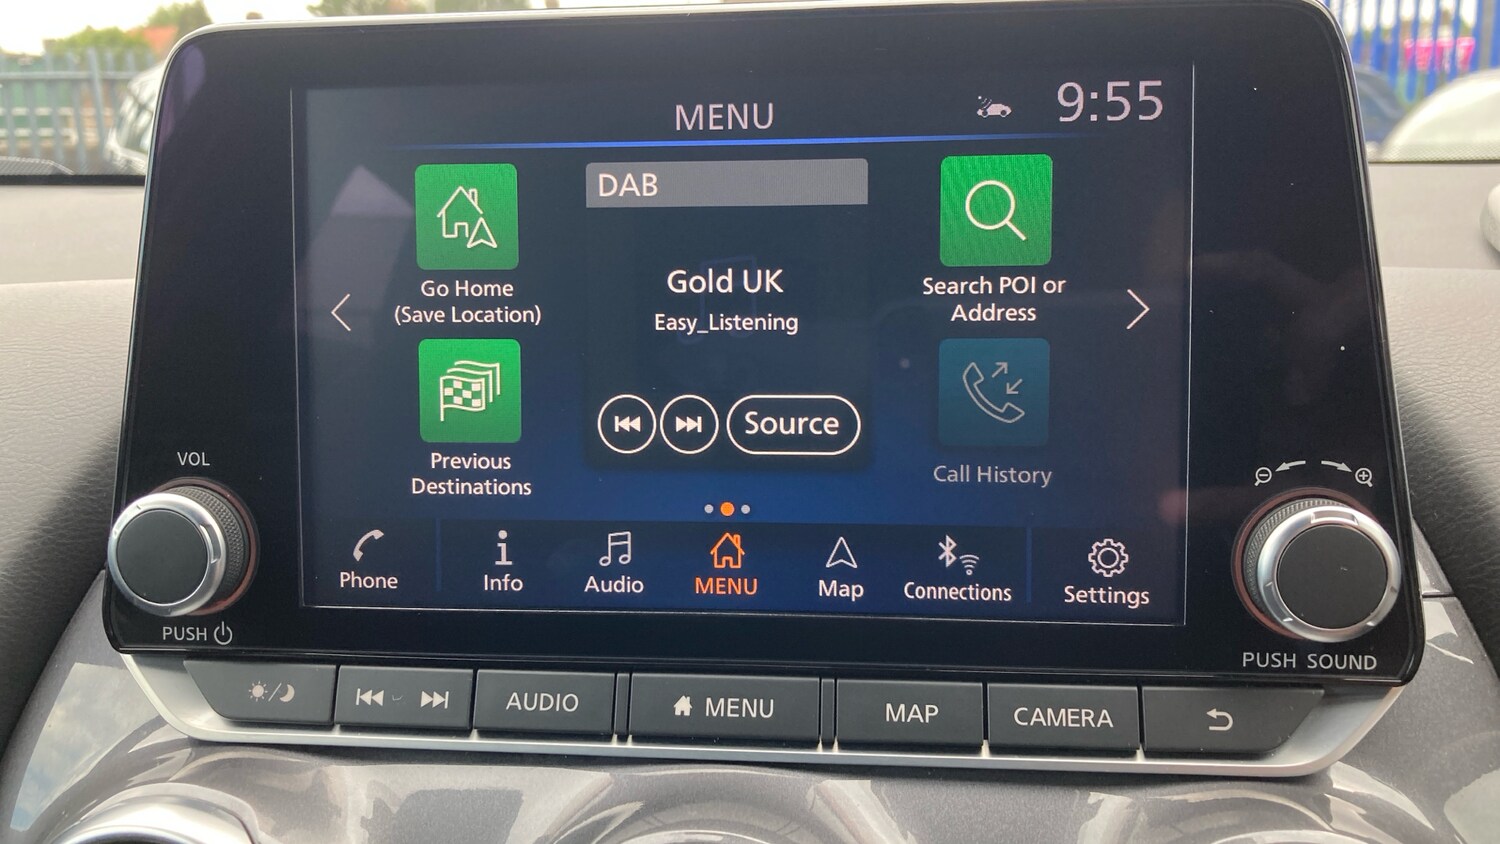 MENU
9:55
Go Home
(Save Location)
DAB
Gold UK
Easy_Listening
Source
Search POI or
Address
Previous
Destinations
Call History
Phone
Info
Audio
MENU
Map
Connections
Settings
VOL
PUSH
PUSH SOUND
AUDIO
MENU
MAP
CAMERA